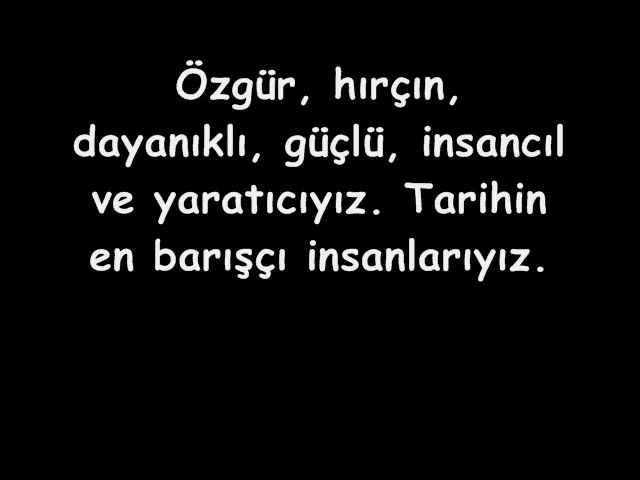 Özgür, hırçın,
dayanıklı, güçlü, insancıl
ve yaratıcıyız. Tarihin
en barışçı insanlarıyız.